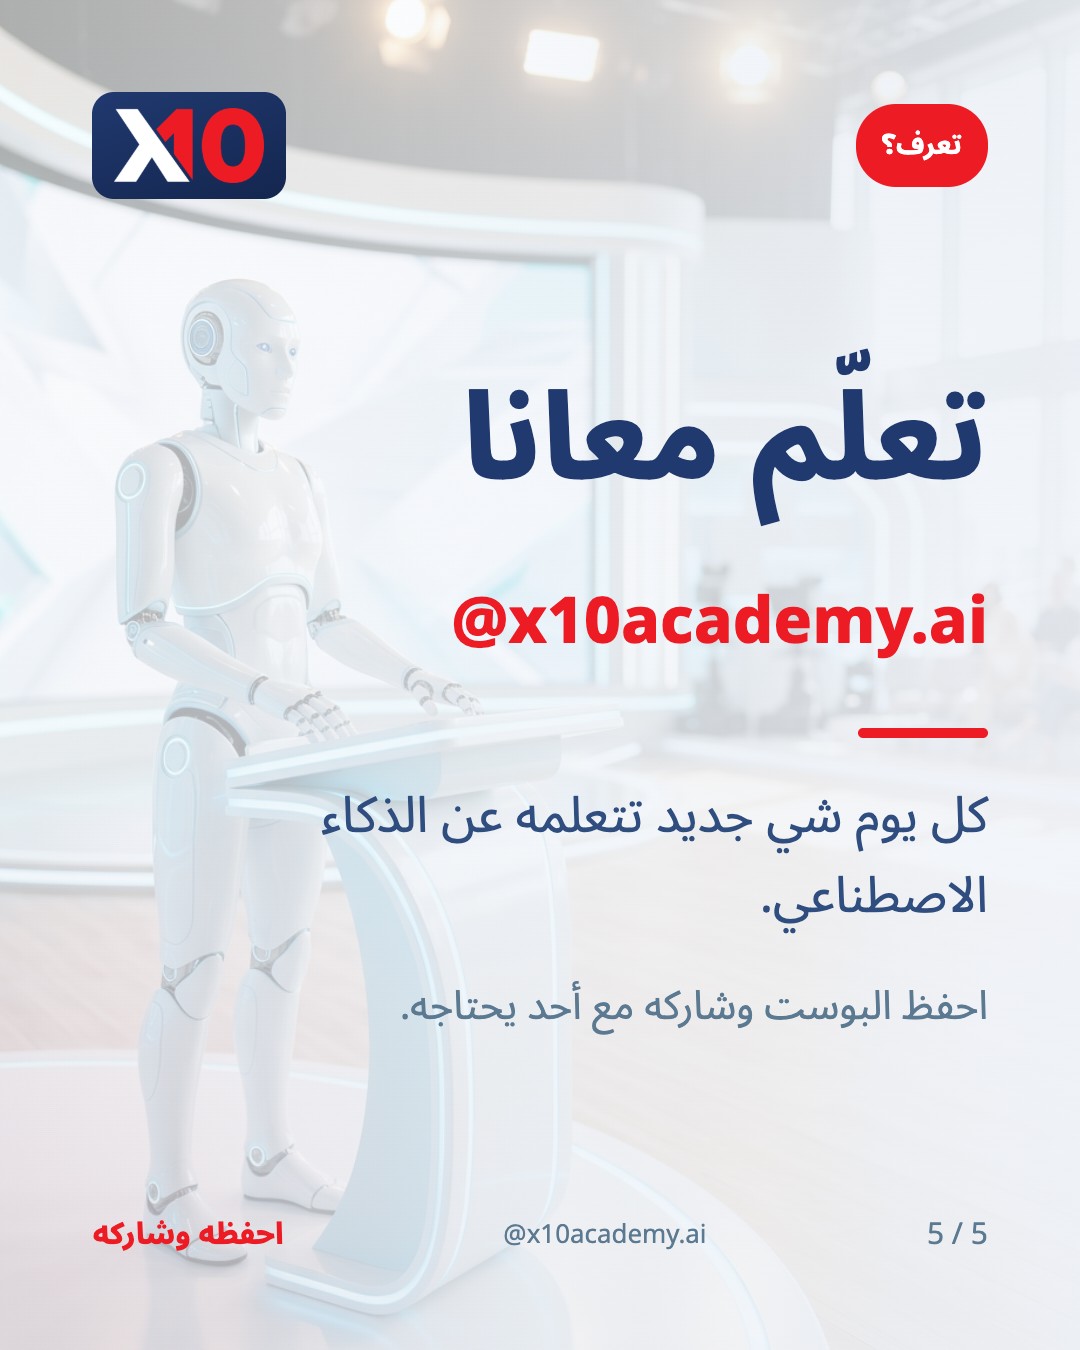 X10
تعرف؟
تعلّم معانا
@x10academy.ai
كل يوم شي جديد تتعلمه عن الذكاء
الاصطناعي.
احفظ البوست وشاركه مع أحد يحتاجه.
احفظه وشاركه
@x10academy.ai
5 / 5